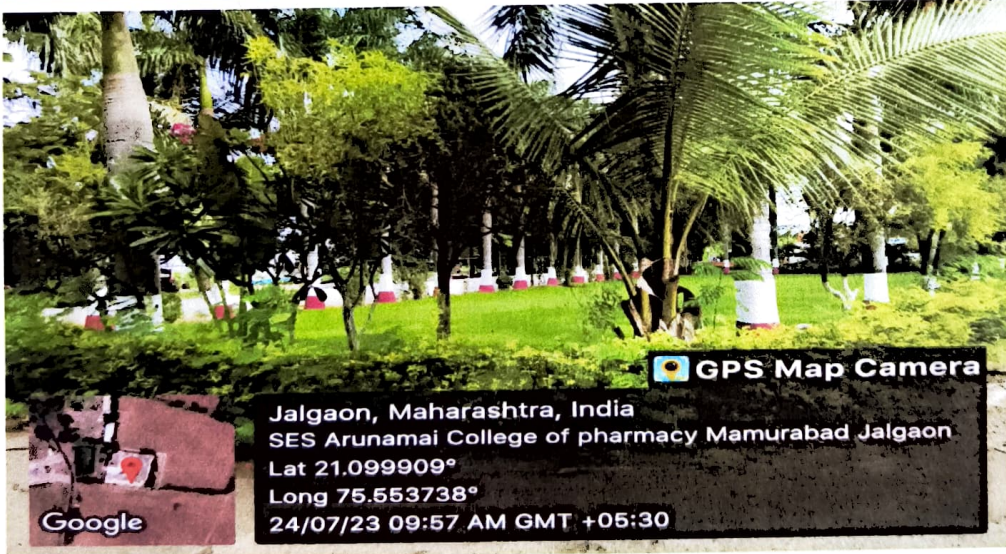 GPS Map Camera
Jalgaon, Maharashtra, India
SES Arunamai College of pharmacy Mamurabad Jalgaon
Lat 21.099909°
Long 75.553738°
24/07/23 09:57 AM GMT +05:30
Google